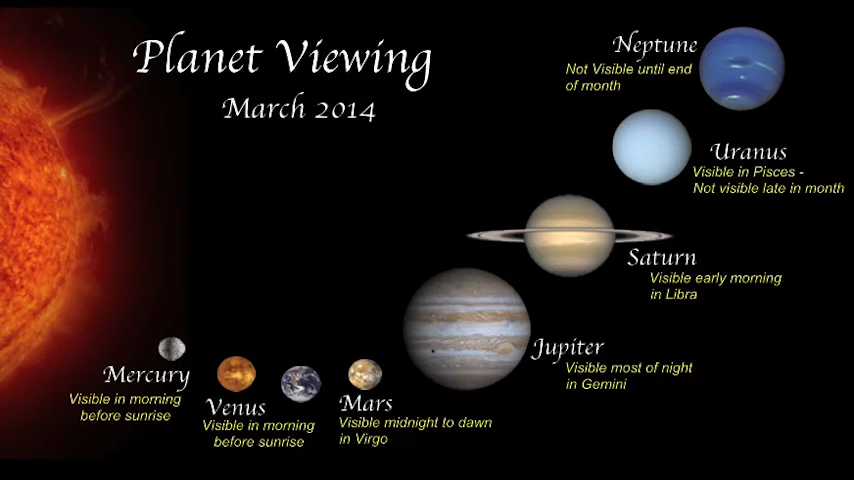 Planet Viewing
March 2014
Neptune
Not Visible until end
of month
Uranus
Visible in Pisces -
Not visible late in month
Saturn
Visible early morning
in Libra
Jupiter
Visible most of night
in Gemini
Mercury
Visible in morning
before sunrise
Venus
Visible in morning
before sunrise
Mars
Visible midnight to dawn
in Virgo